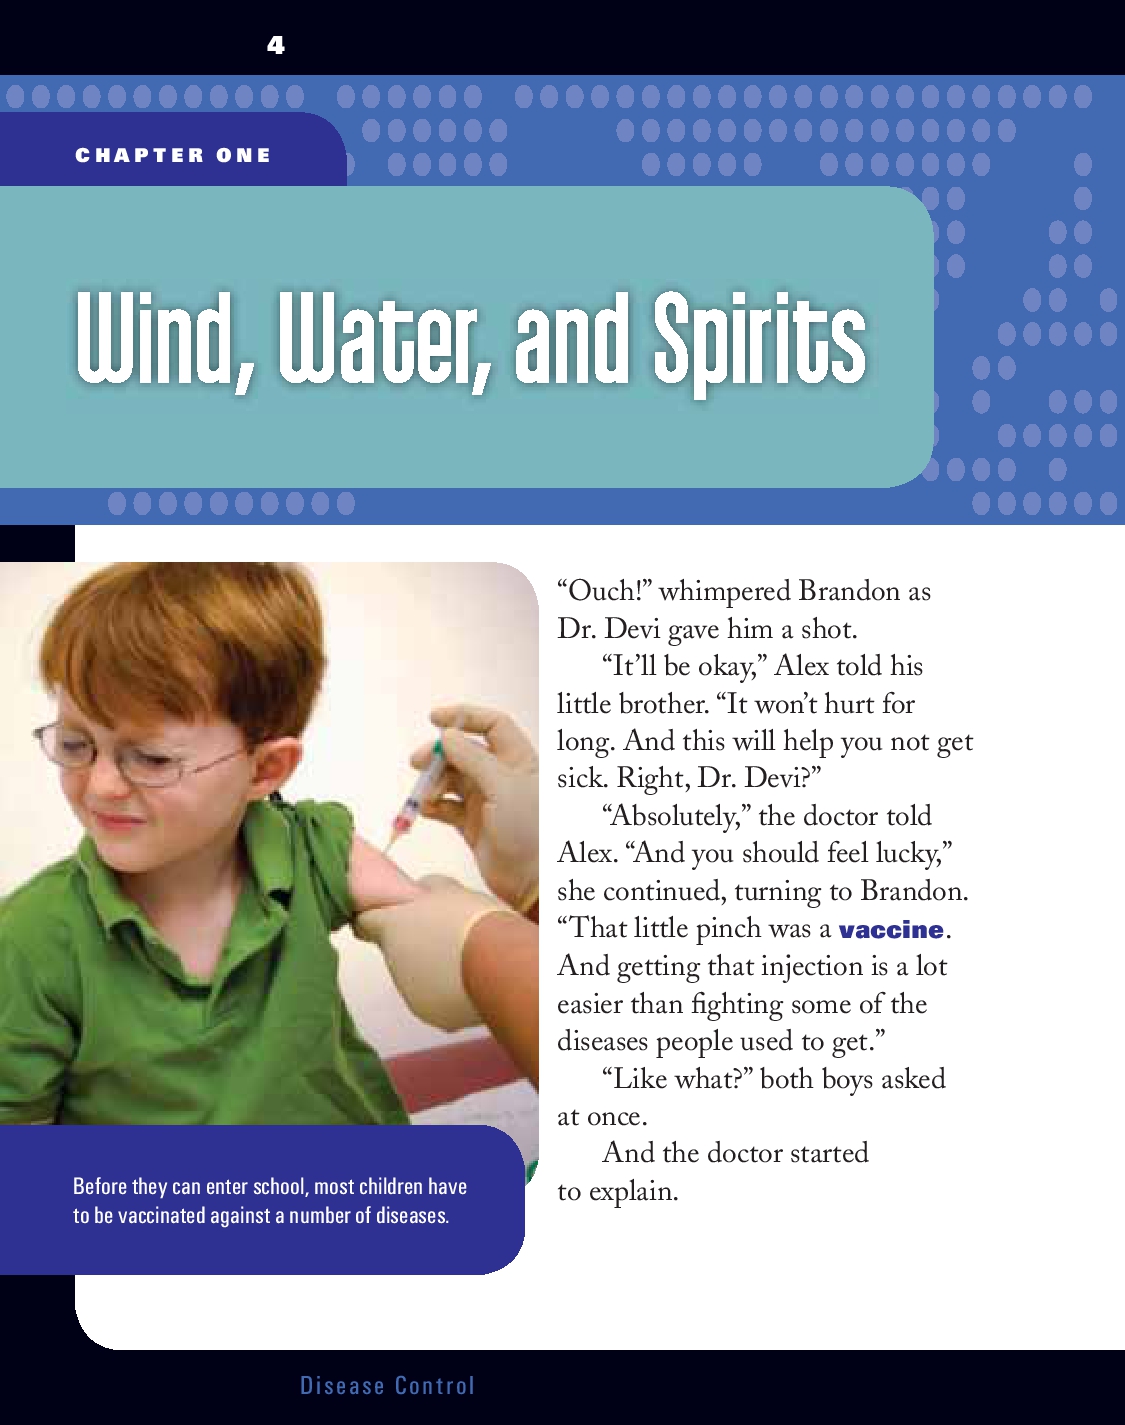 4
CHAPTER ONE
Wind, Water, and Spirits
“Ouch!” whimpered Brandon as
Dr. Devi gave him a shot.
“It’ll be okay,” Alex told his
little brother. “It won’t hurt for
long. And this will help you not get
sick. Right, Dr. Devi?”
“Absolutely,” the doctor told
Alex. “And you should feel lucky,”
she continued, turning to Brandon.
“That little pinch was a vaccine.
And getting that injection is a lot
easier than fighting some of the
diseases people used to get.”
“Like what?” both boys asked
at once.
And the doctor started
to explain.
Before they can enter school, most children have
to be vaccinated against a number of diseases.
Disease Control